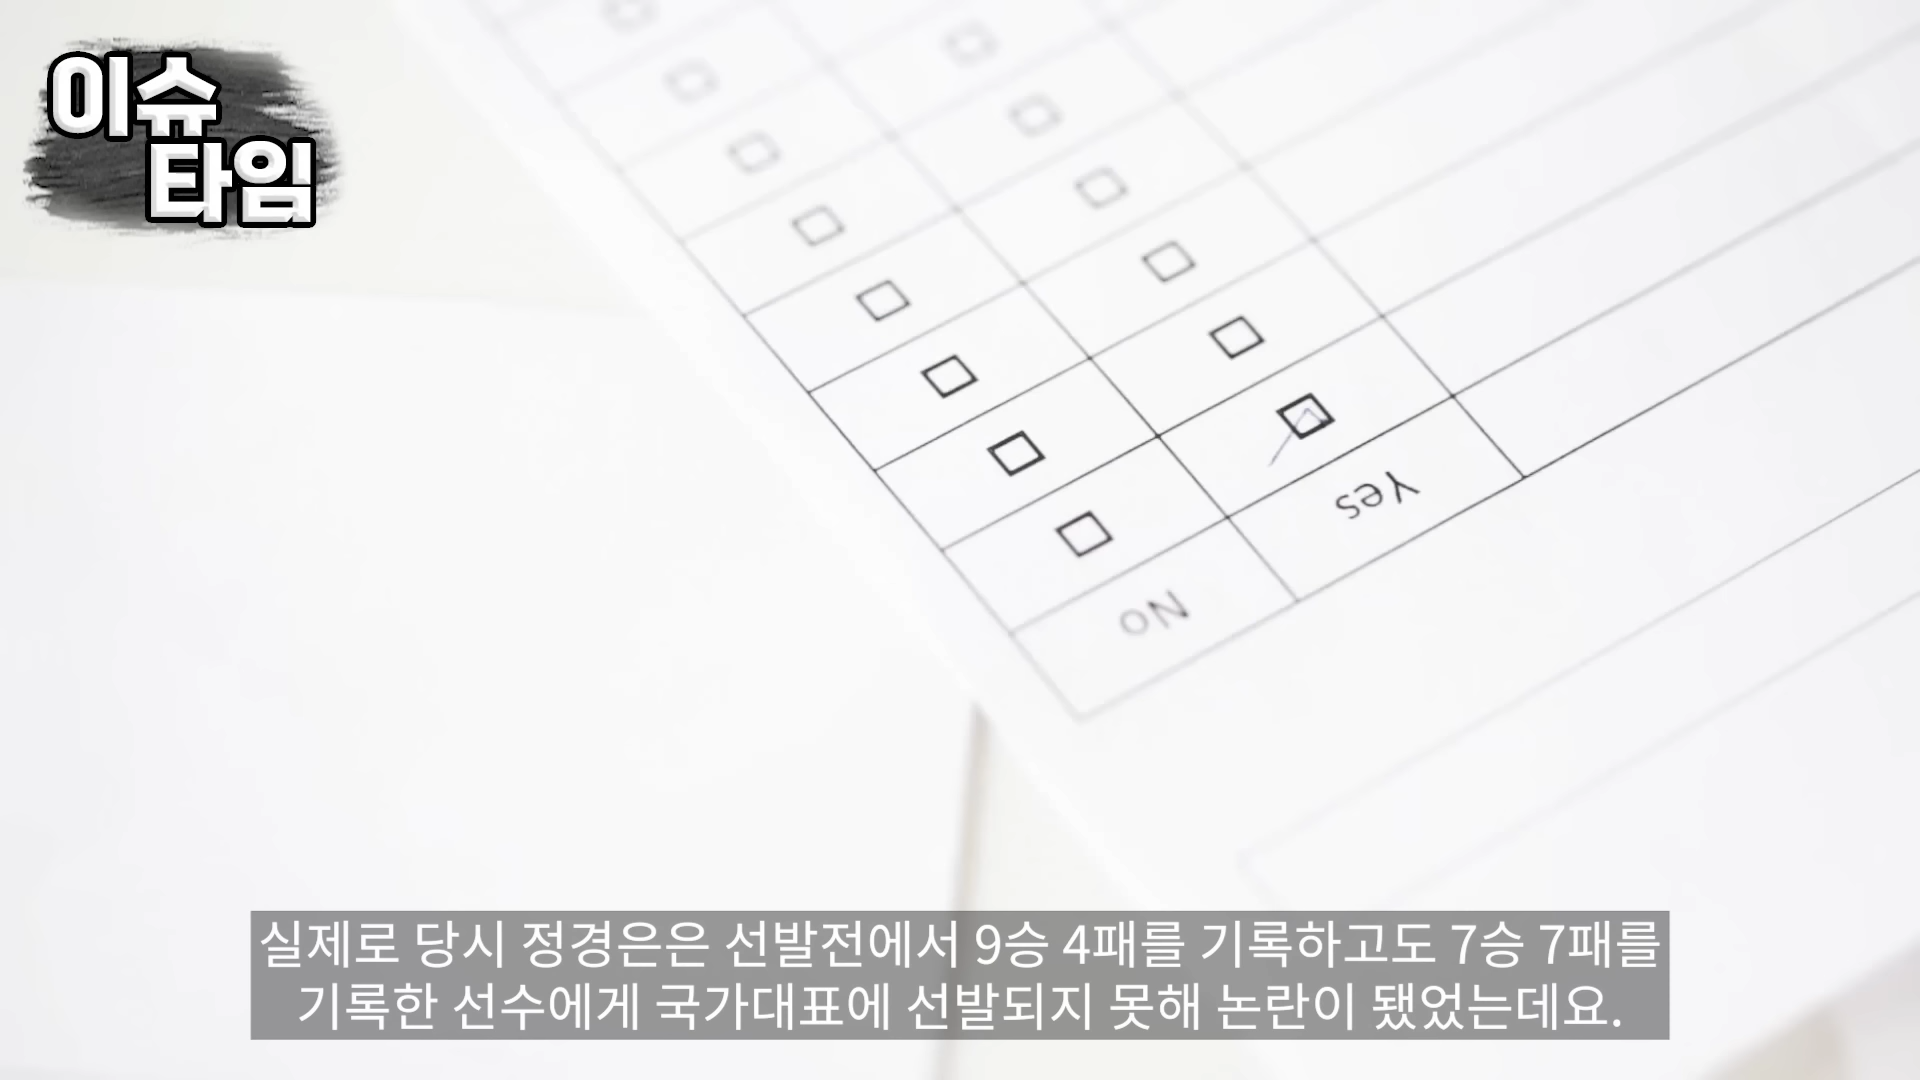 이슈
타임
Yes
No
실제로 당시 정경은은 선발전에서 9승 4패를 기록하고도 7승 7패를
기록한 선수에게 국가대표에 선발되지 못해 논란이 됐었는데요.